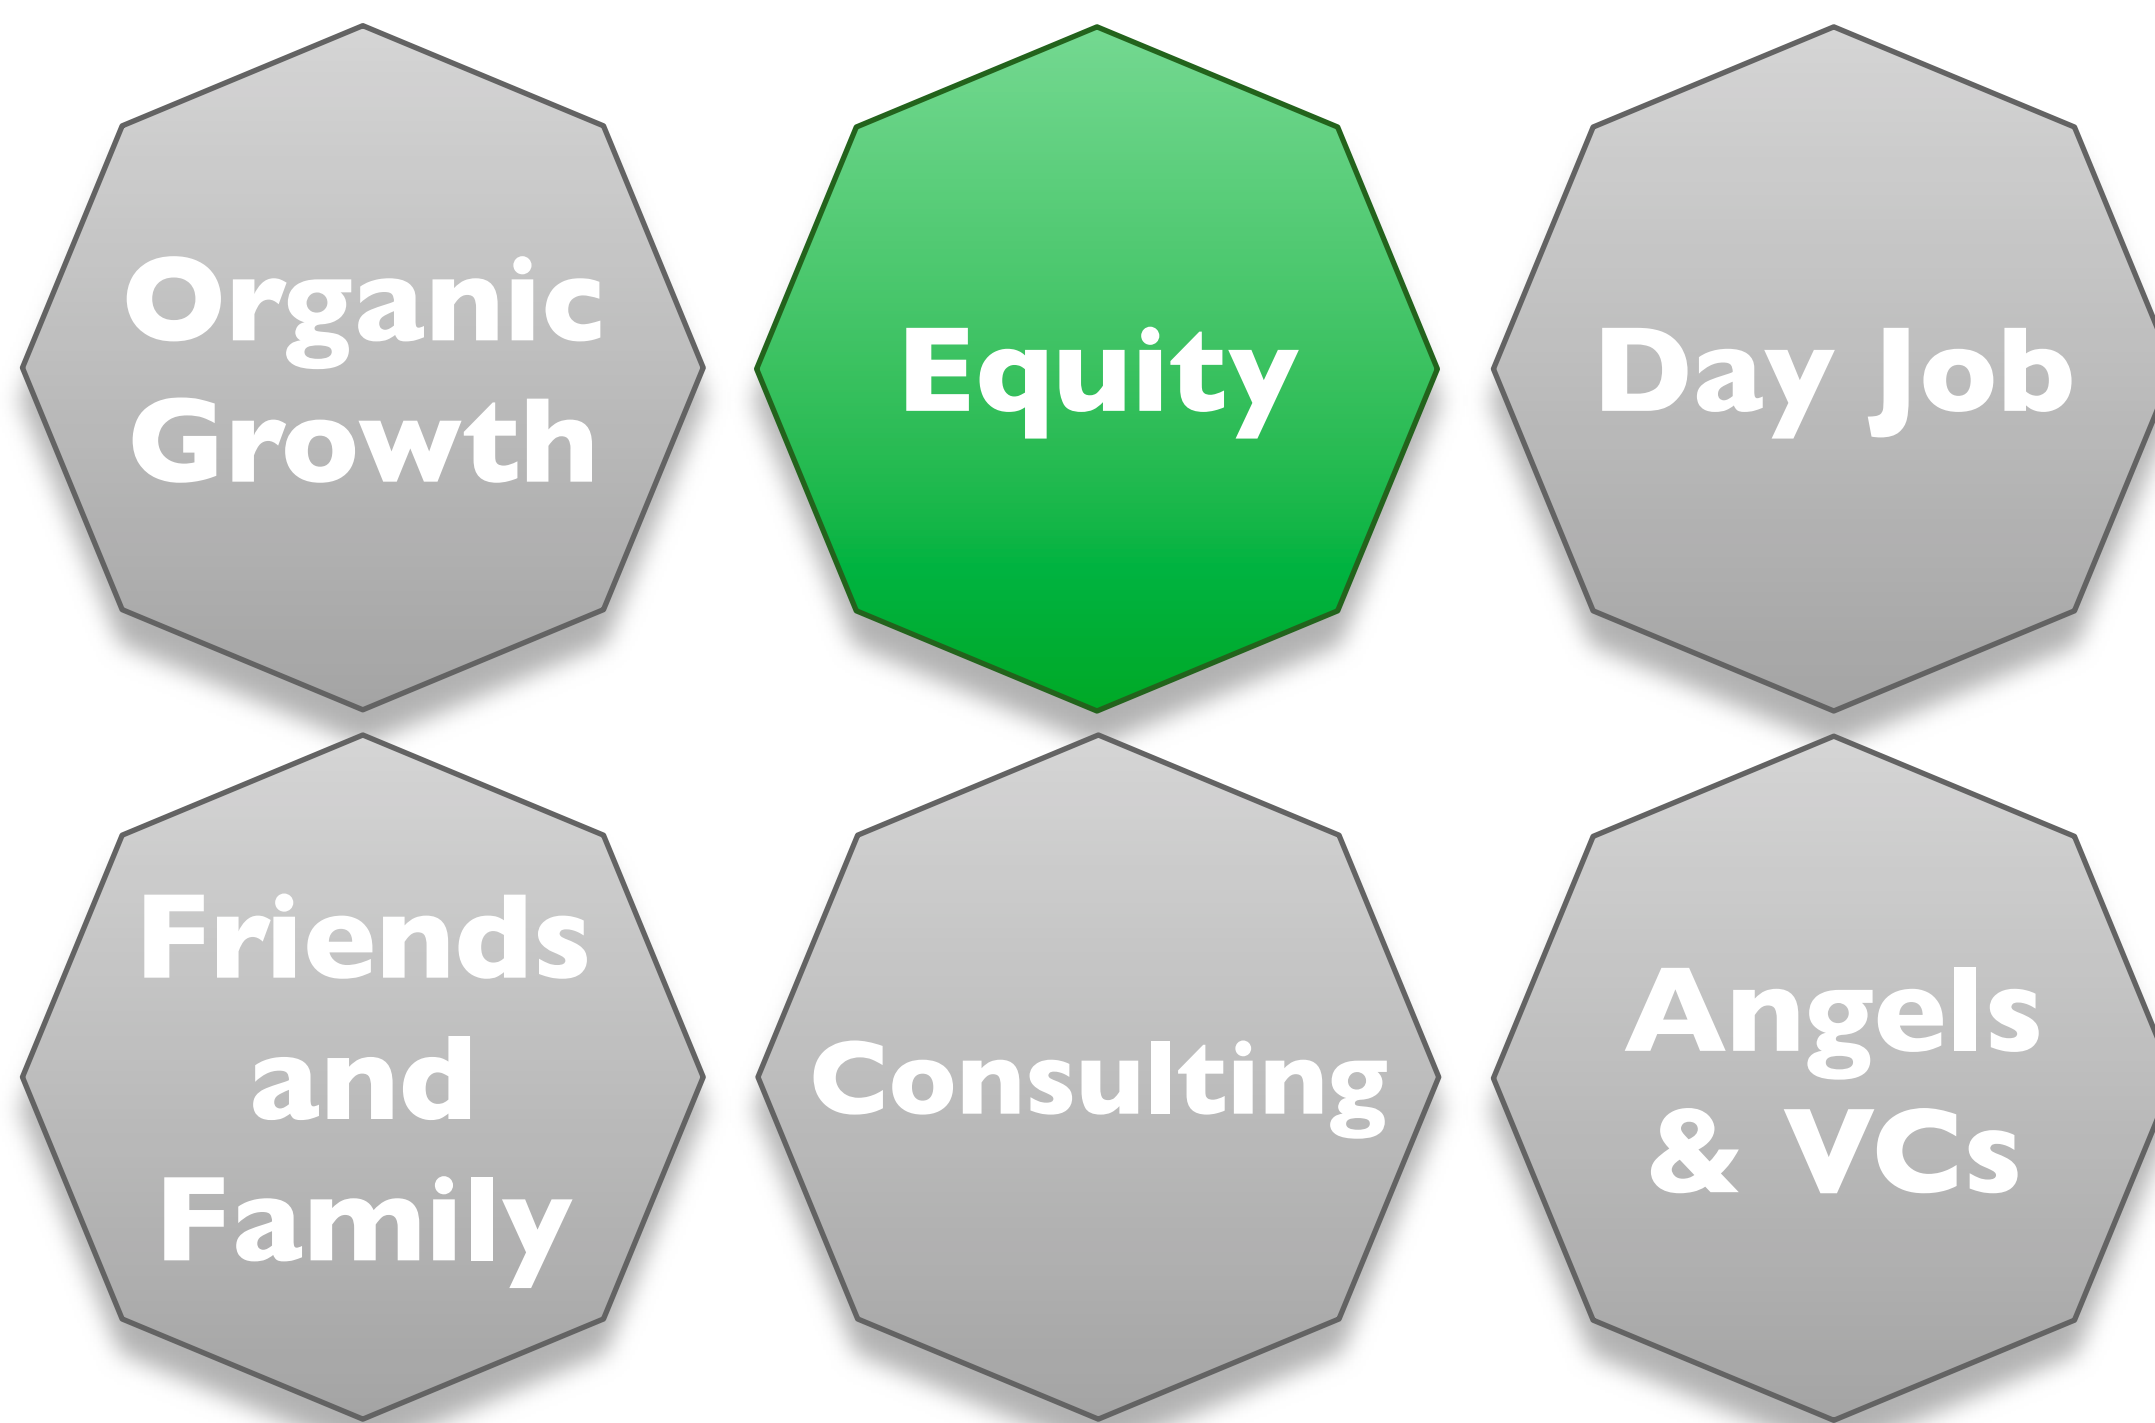 Organic
Growth
Equity
Day Job
Friends
and
Family
Consulting
Angels
& VCs